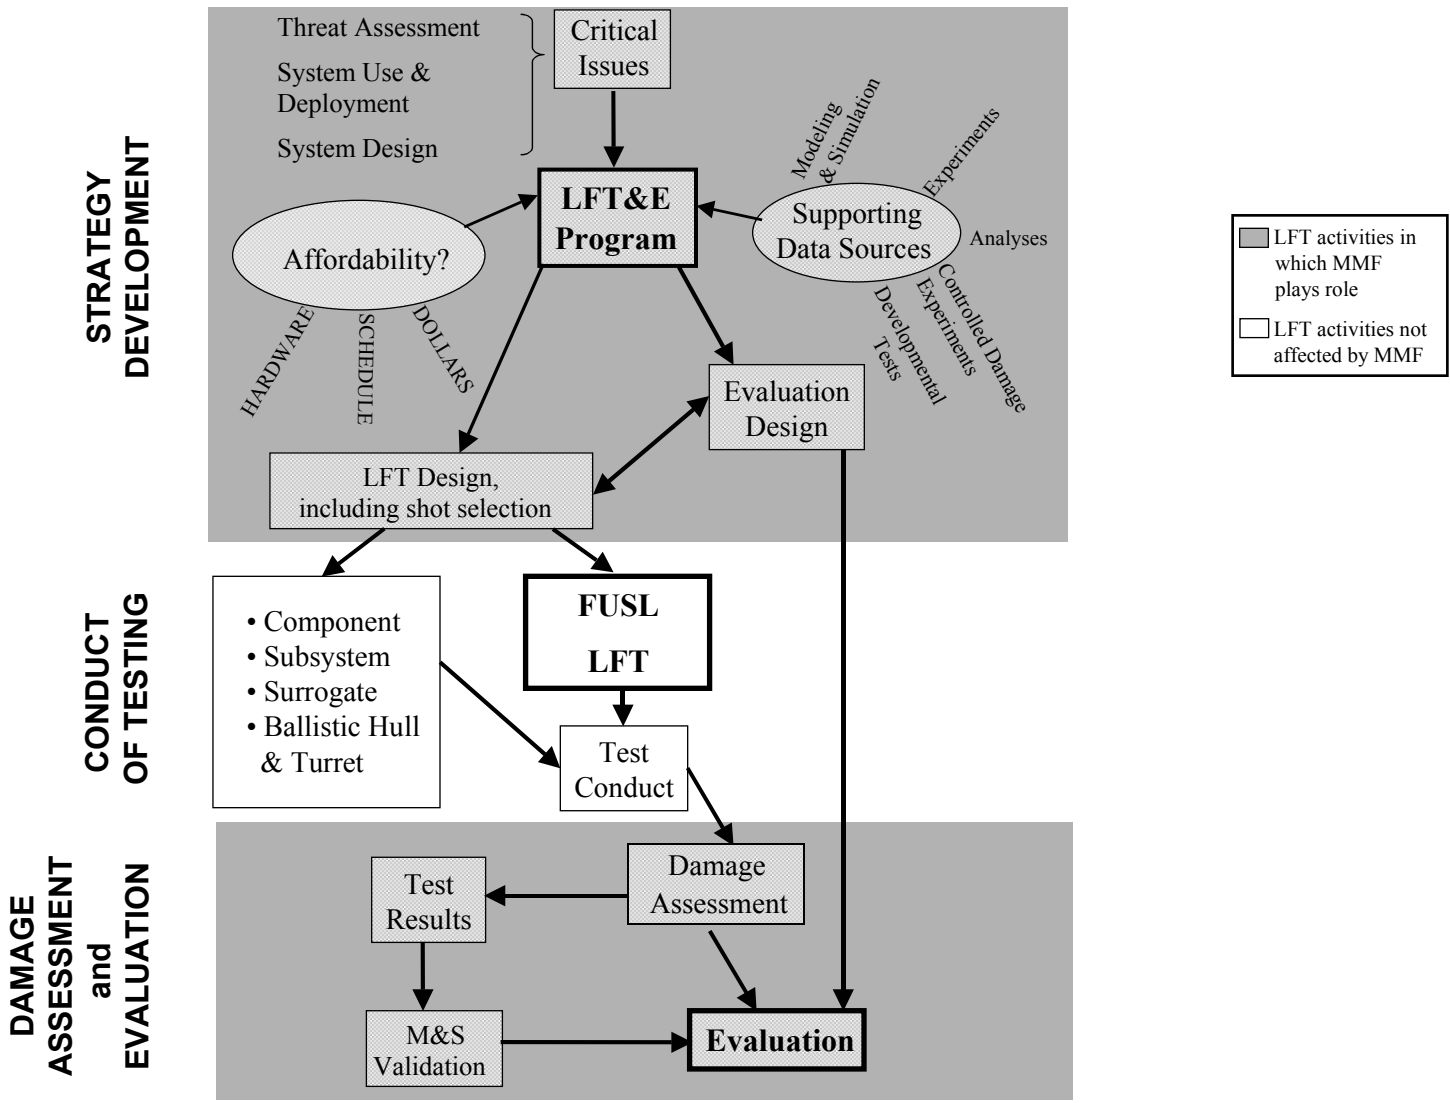 Threat Assessment
System Use &
Deployment
System Design
Critical
Issues
STRATEGY
DEVELOPMENT
LFT&E
Program
Affordability?
HARDWARE
SCHEDULE
DOLLARS
Supporting
Data Sources
Modeling
& Simulation
Experiments
Analyses
Controlled Damage
Experiments
Developmental
Tests
Evaluation
Design
LFT Design,
including shot selection
LFT activities in
which MMF
plays role
LFT activities not
affected by MMF
CONDUCT
OF TESTING
• Component
• Subsystem
• Surrogate
• Ballistic Hull
& Turret
FUSL
LFT
Test
Conduct
DAMAGE
ASSESSMENT
and
EVALUATION
Damage
Assessment
Test
Results
M&S
Validation
Evaluation